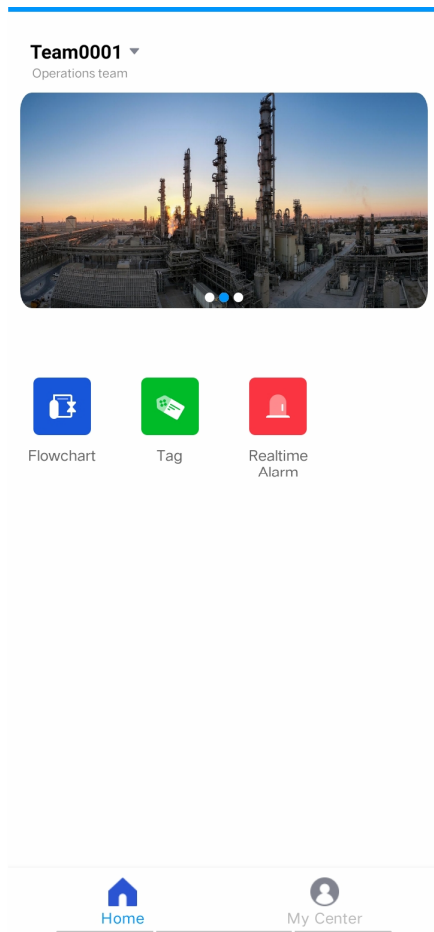 Team0001
Operations team
Flowchart
Tag
Realtime
Alarm
Home
My Center